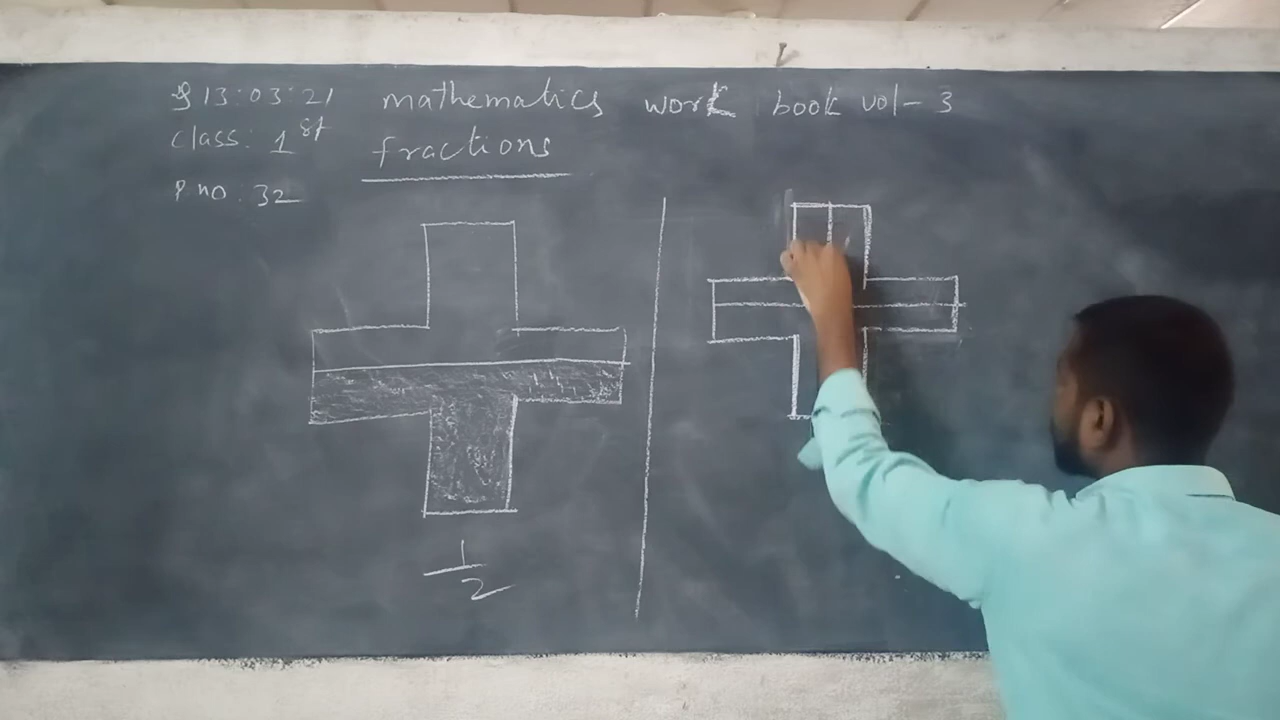 13:03:21 mathematics work book vol-3
class: 1st fractions
P.no: 32
1
2